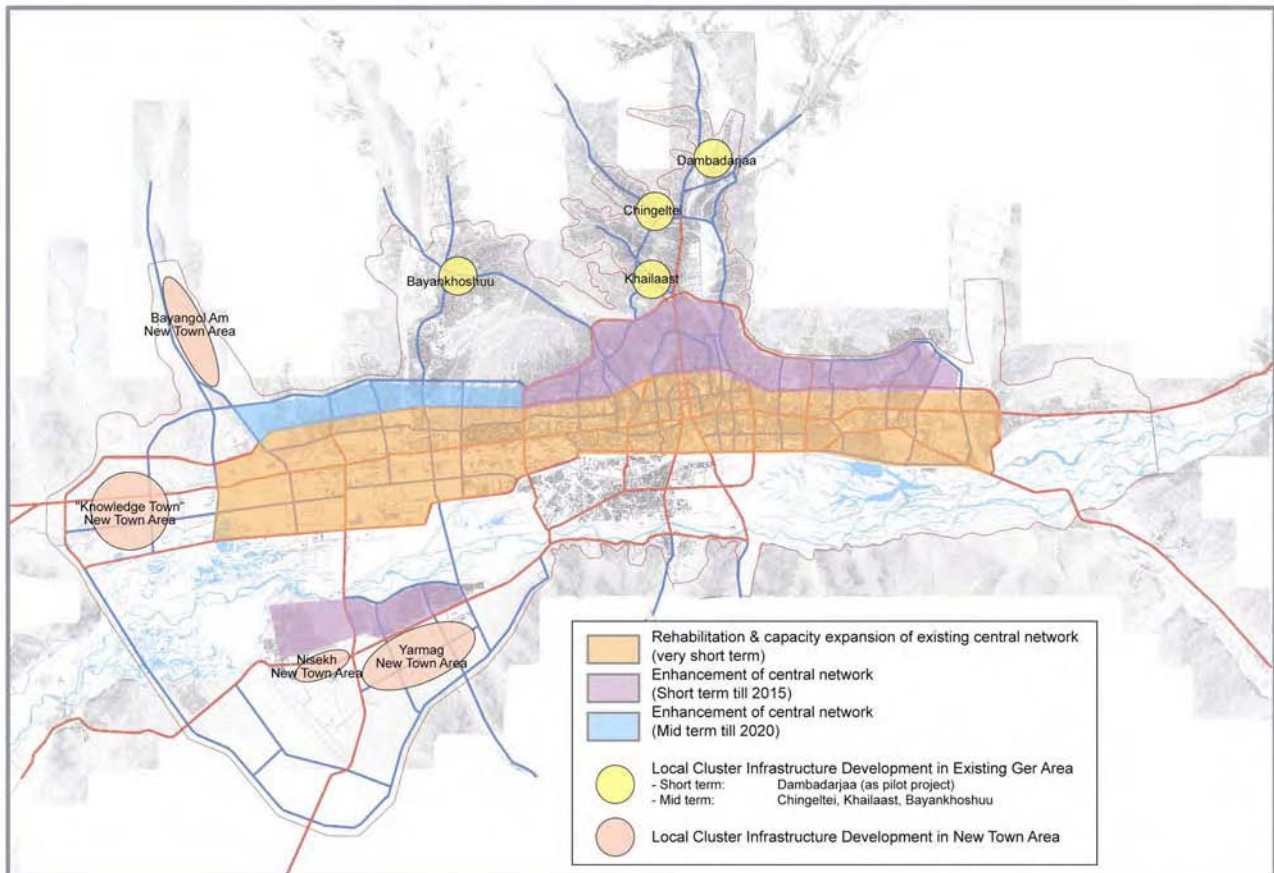 Dambadarjaa
Chingeltei
Khailaast
Bayankhoshuu
Bayangol Am
New Town Area
"Knowledge Town"
New Town Area
Nisekh
New Town Area
Yarmag
New Town Area
Rehabilitation & capacity expansion of existing central network
(very short term)
Enhancement of central network
(Short term till 2015)
Enhancement of central network
(Mid term till 2020)
Local Cluster Infrastructure Development in Existing Ger Area
- Short term: Dambadarjaa (as pilot project)
- Mid term: Chingeltei, Khailaast, Bayankhoshuu
Local Cluster Infrastructure Development in New Town Area